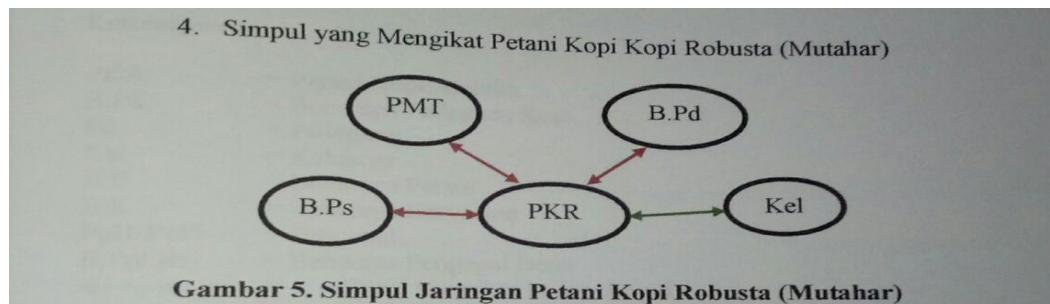 4. Simpul yang Mengikat Petani Kopi Kopi Robusta (Mutahar)
PMT
B.Pd
B.Ps
PKR
Kel
Gambar 5. Simpul Jaringan Petani Kopi Robusta (Mutahar)